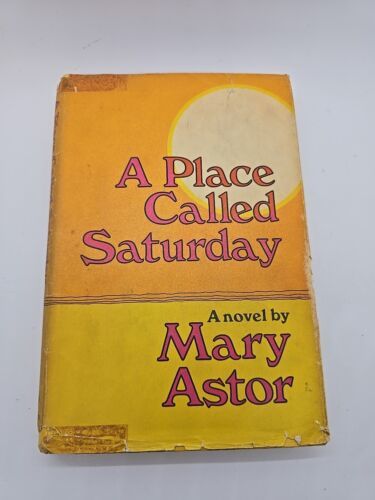 A Place
Called
Saturday
A novel by
Mary
Astor